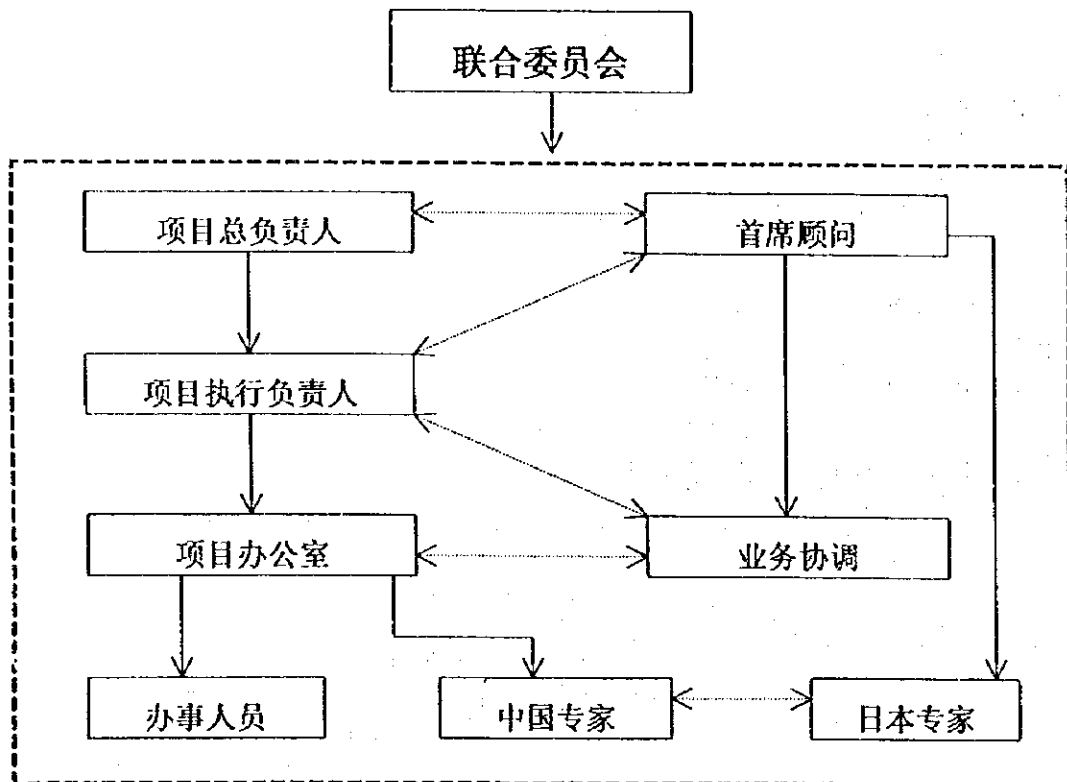 联合委员会
项目总负责人
首席顾问
项目执行负责人
项目办公室
业务协调
办事人员
中国专家
日本专家